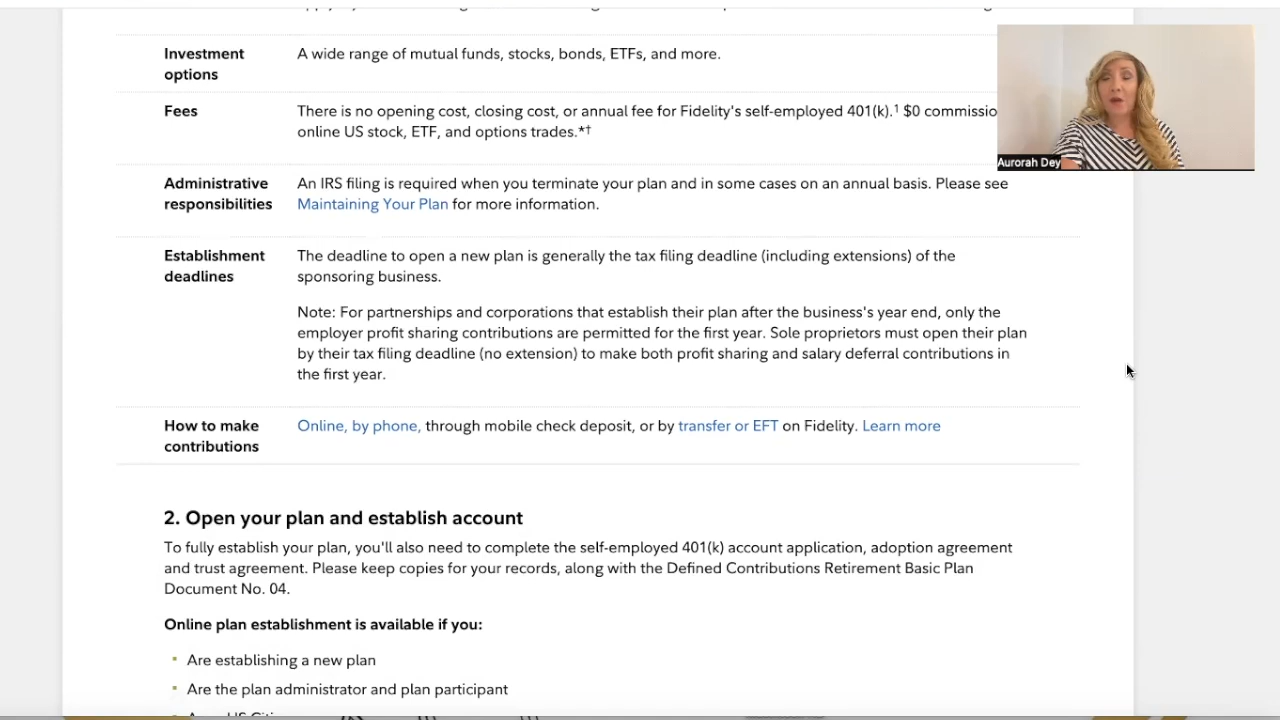 Investment
options
A wide range of mutual funds, stocks, bonds, ETFs, and more.
Fees
There is no opening cost, closing cost, or annual fee for Fidelity's self-employed 401(k).¹ $0 commissio
online US stock, ETF, and options trades.*†
Aurorah Dey
Administrative
responsibilities
An IRS filing is required when you terminate your plan and in some cases on an annual basis. Please see
Maintaining Your Plan for more information.
Establishment
deadlines
The deadline to open a new plan is generally the tax filing deadline (including extensions) of the
sponsoring business.
Note: For partnerships and corporations that establish their plan after the business's year end, only the
employer profit sharing contributions are permitted for the first year. Sole proprietors must open their plan
by their tax filing deadline (no extension) to make both profit sharing and salary deferral contributions in
the first year.
How to make
contributions
Online, by phone, through mobile check deposit, or by transfer or EFT on Fidelity. Learn more
2. Open your plan and establish account
To fully establish your plan, you'll also need to complete the self-employed 401(k) account application, adoption agreement
and trust agreement. Please keep copies for your records, along with the Defined Contributions Retirement Basic Plan
Document No. 04.
Online plan establishment is available if you:
Are establishing a new plan
Are the plan administrator and plan participant